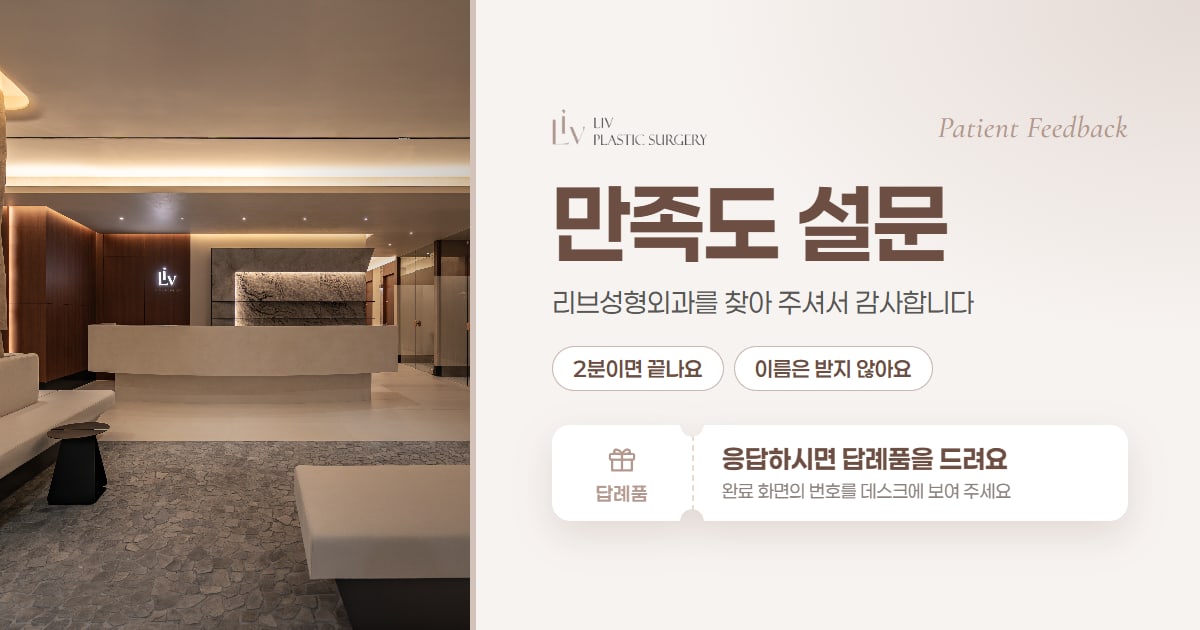 Liv
LIV
PLASTIC SURGERY
Patient Feedback
만족도 설문
리브성형외과를 찾아 주셔서 감사합니다
2분이면 끝나요
이름은 받지 않아요
답례품
응답하시면 답례품을 드려요
완료 화면의 번호를 데스크에 보여 주세요
Liv